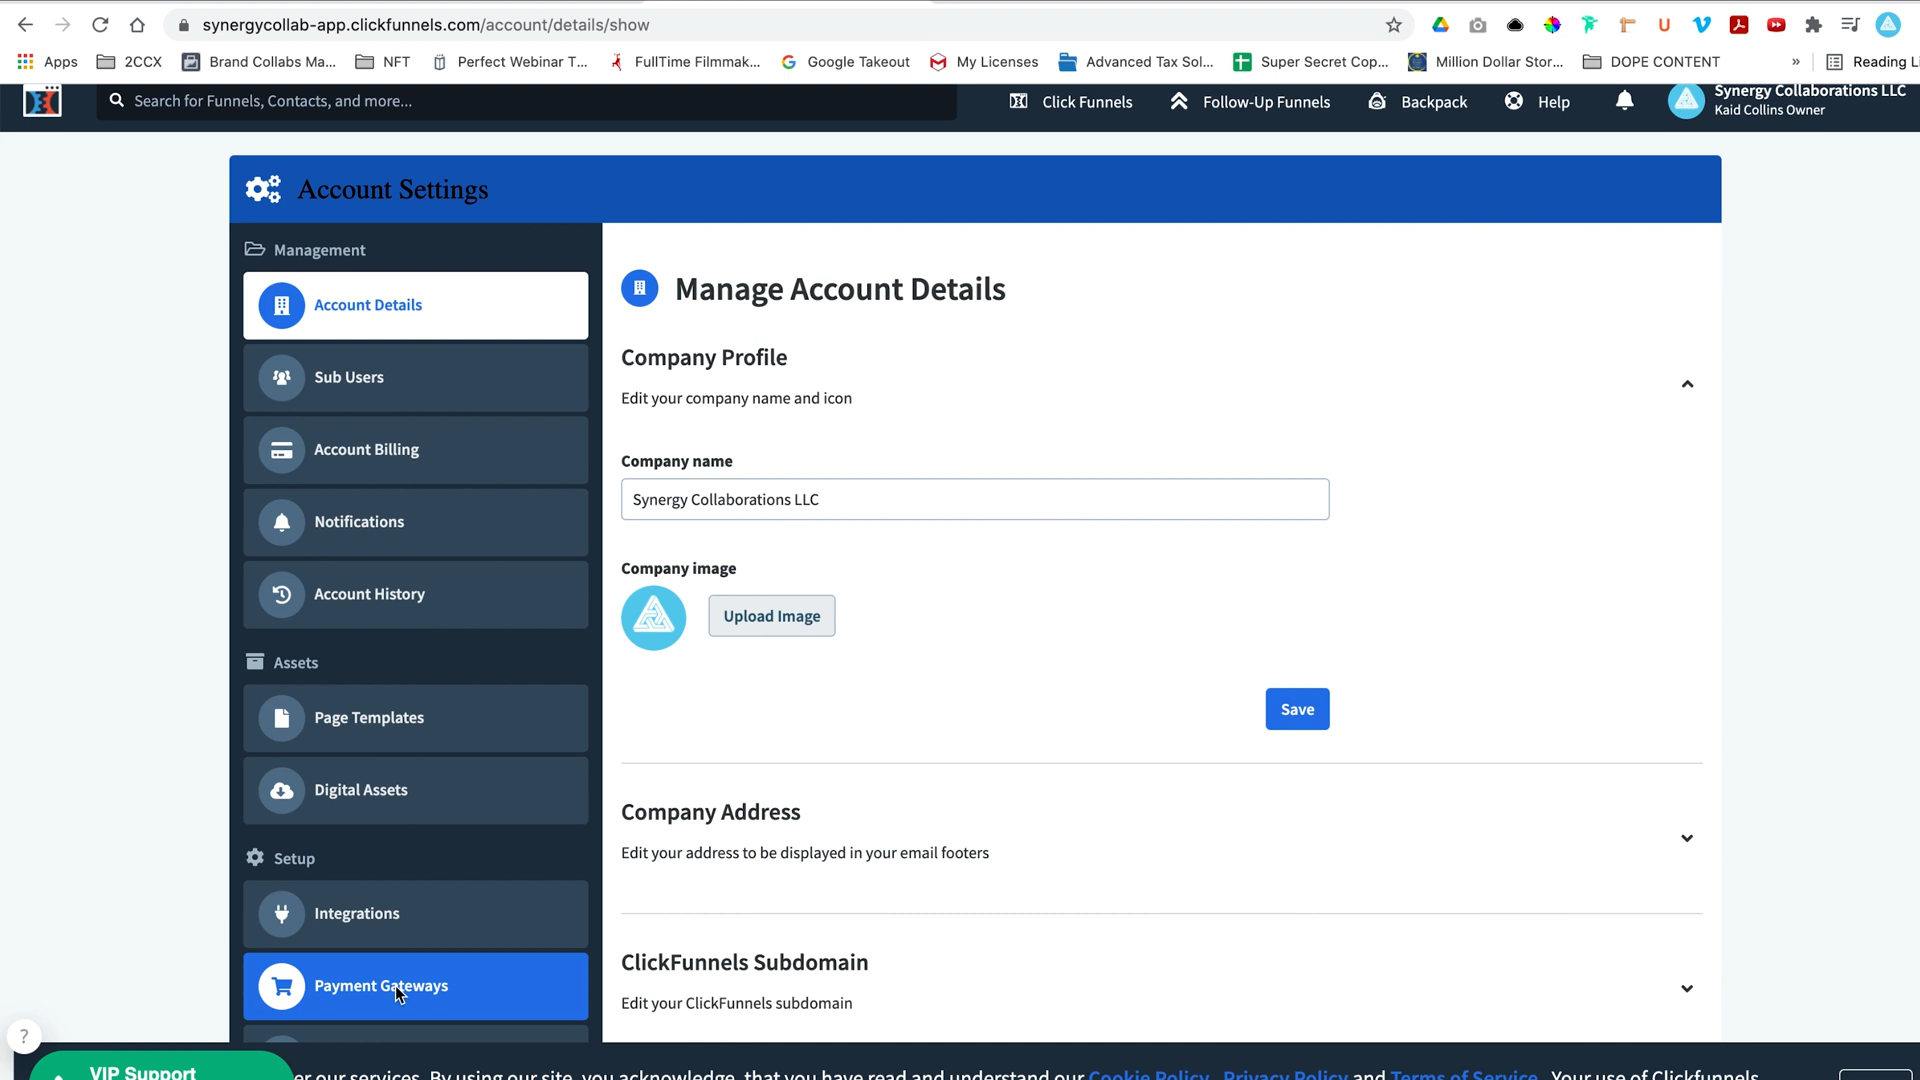 synergycollab-app.clickfunnels.com/account/details/show
Apps 2CCX Brand Collabs Ma... NFT Perfect Webinar T... FullTime Filmmak... Google Takeout My Licenses Advanced Tax Sol... Super Secret Cop... Million Dollar Stor... DOPE CONTENT » Reading Li
Search for Funnels, Contacts, and more... Click Funnels Follow-Up Funnels Backpack Help Synergy Collaborations LLC
Kaid Collins Owner
Account Settings
Management
Account Details
Sub Users
Account Billing
Notifications
Account History
Assets
Page Templates
Digital Assets
Setup
Integrations
Payment Gateways
Manage Account Details
Company Profile
Edit your company name and icon
Company name
Synergy Collaborations LLC
Company image
Upload Image
Save
Company Address
Edit your address to be displayed in your email footers
ClickFunnels Subdomain
Edit your ClickFunnels subdomain
?
VIP Support
er our services. By using our site, you acknowledge, that you have read and understand our Cookie Policy, Privacy Policy and Terms of Service. Your use of Clickfunnels